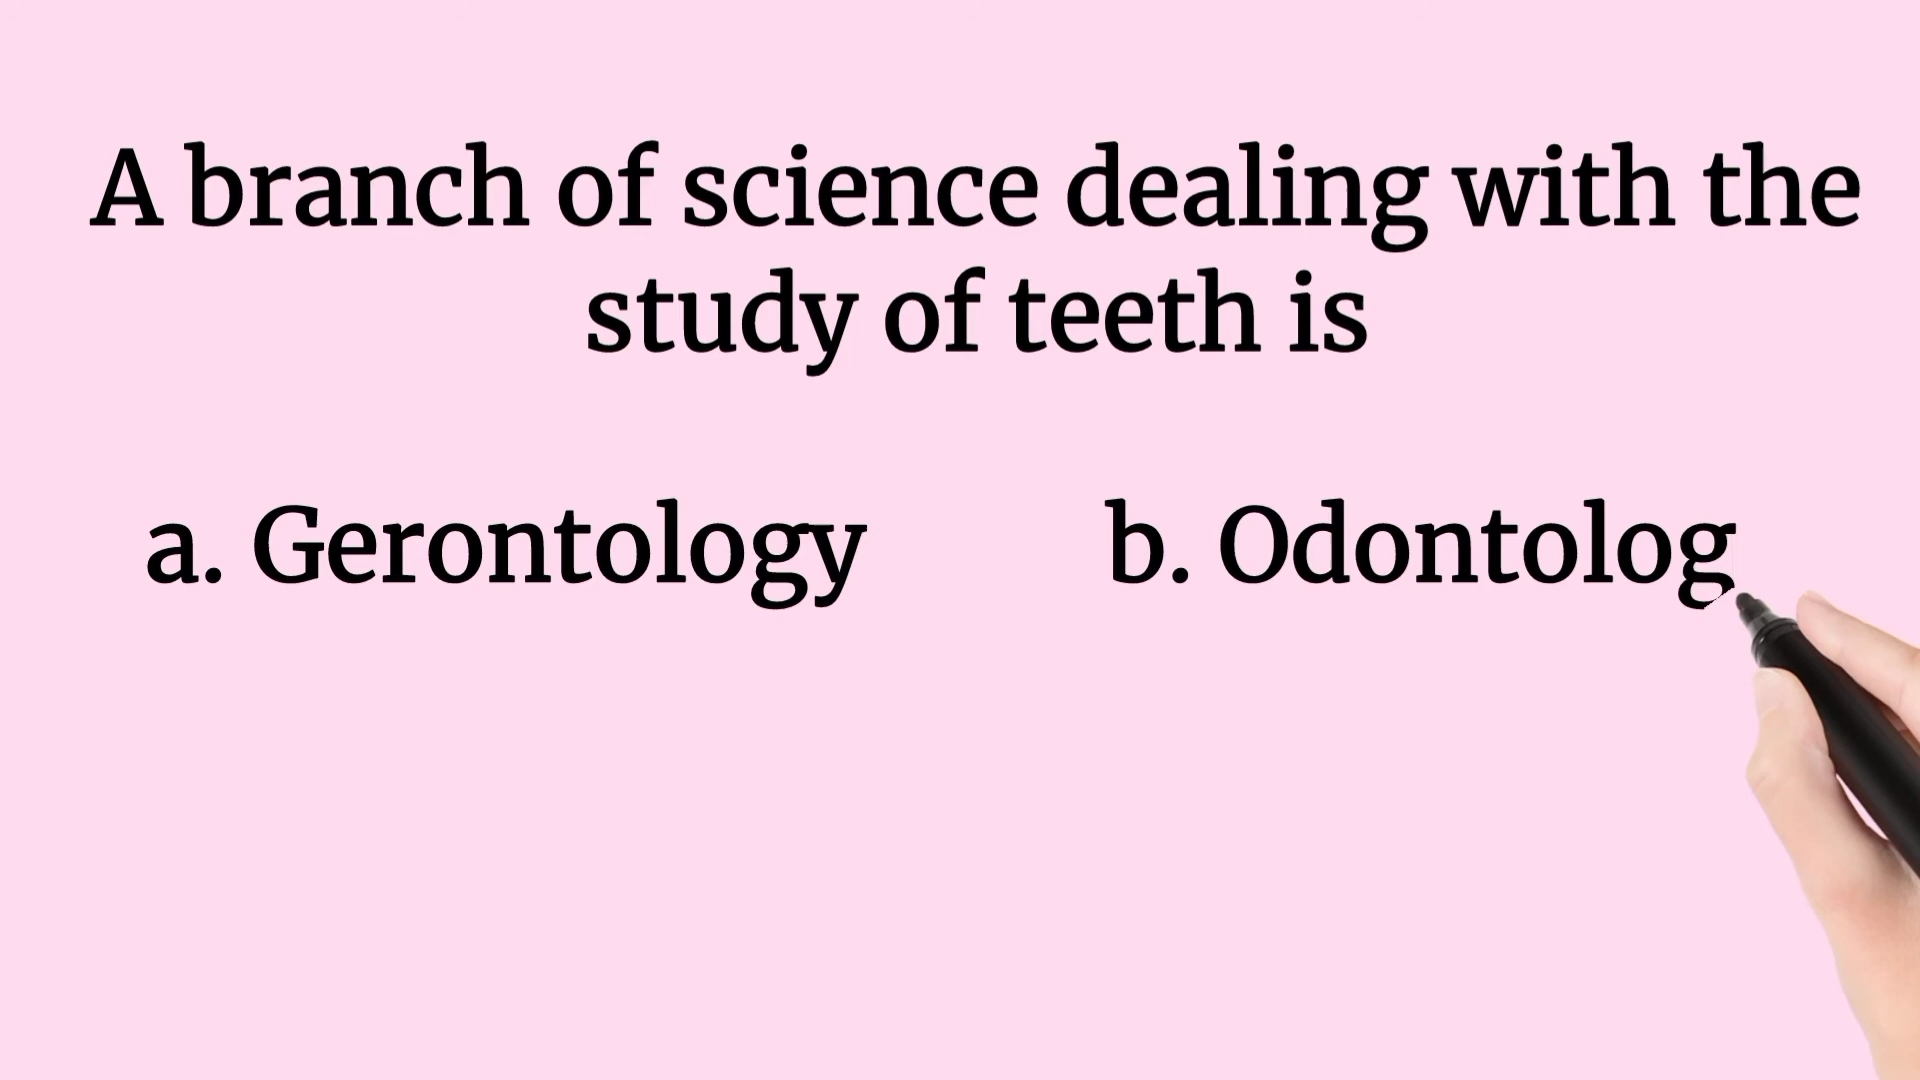 A branch of science dealing with the
study of teeth is
a. Gerontology b. Odontolog